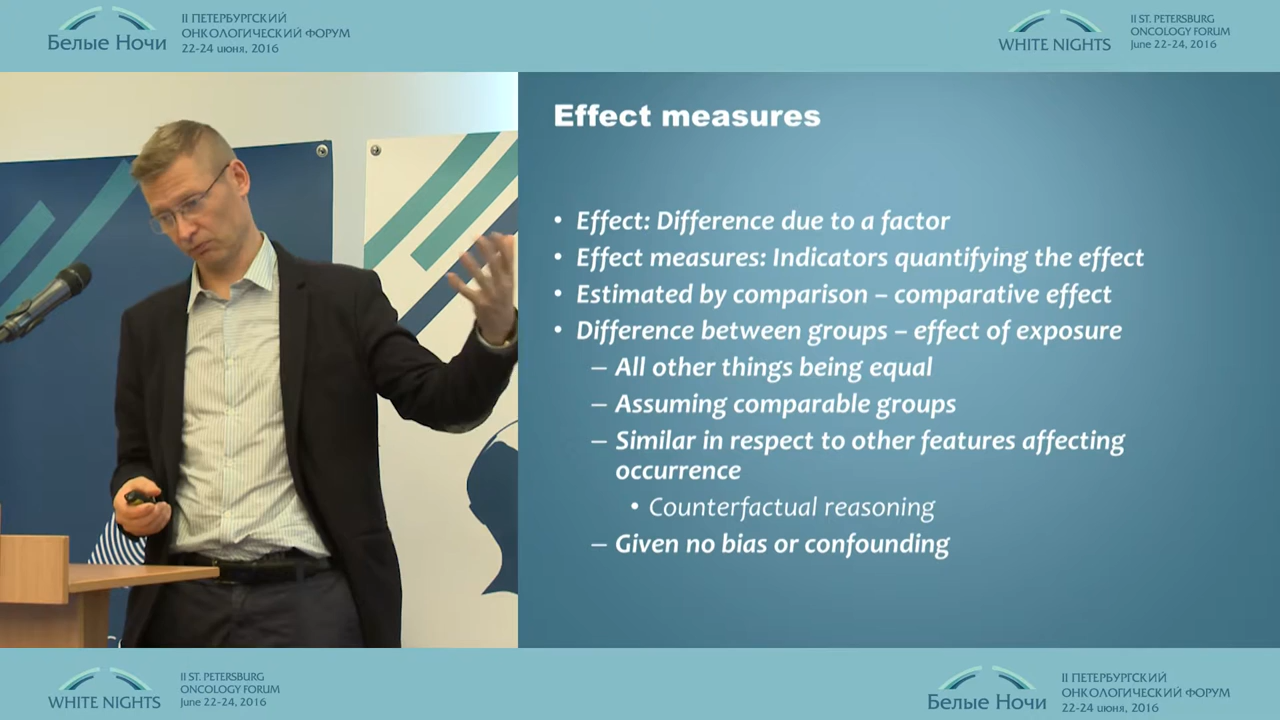 Белые Ночи
II ПЕТЕРБУРГСКИЙ
ОНКОЛОГИЧЕСКИЙ ФОРУМ
22-24 июня, 2016
WHITE NIGHTS
II ST. PETERSBURG
ONCOLOGY FORUM
June 22-24, 2016
Effect measures
• Effect: Difference due to a factor
• Effect measures: Indicators quantifying the effect
• Estimated by comparison – comparative effect
• Difference between groups – effect of exposure
– All other things being equal
– Assuming comparable groups
– Similar in respect to other features affecting
occurrence
• Counterfactual reasoning
– Given no bias or confounding
WHITE NIGHTS
II ST. PETERSBURG
ONCOLOGY FORUM
June 22-24, 2016
Белые Ночи
II ПЕТЕРБУРГСКИЙ
ОНКОЛОГИЧЕСКИЙ ФОРУМ
22-24 июня, 2016